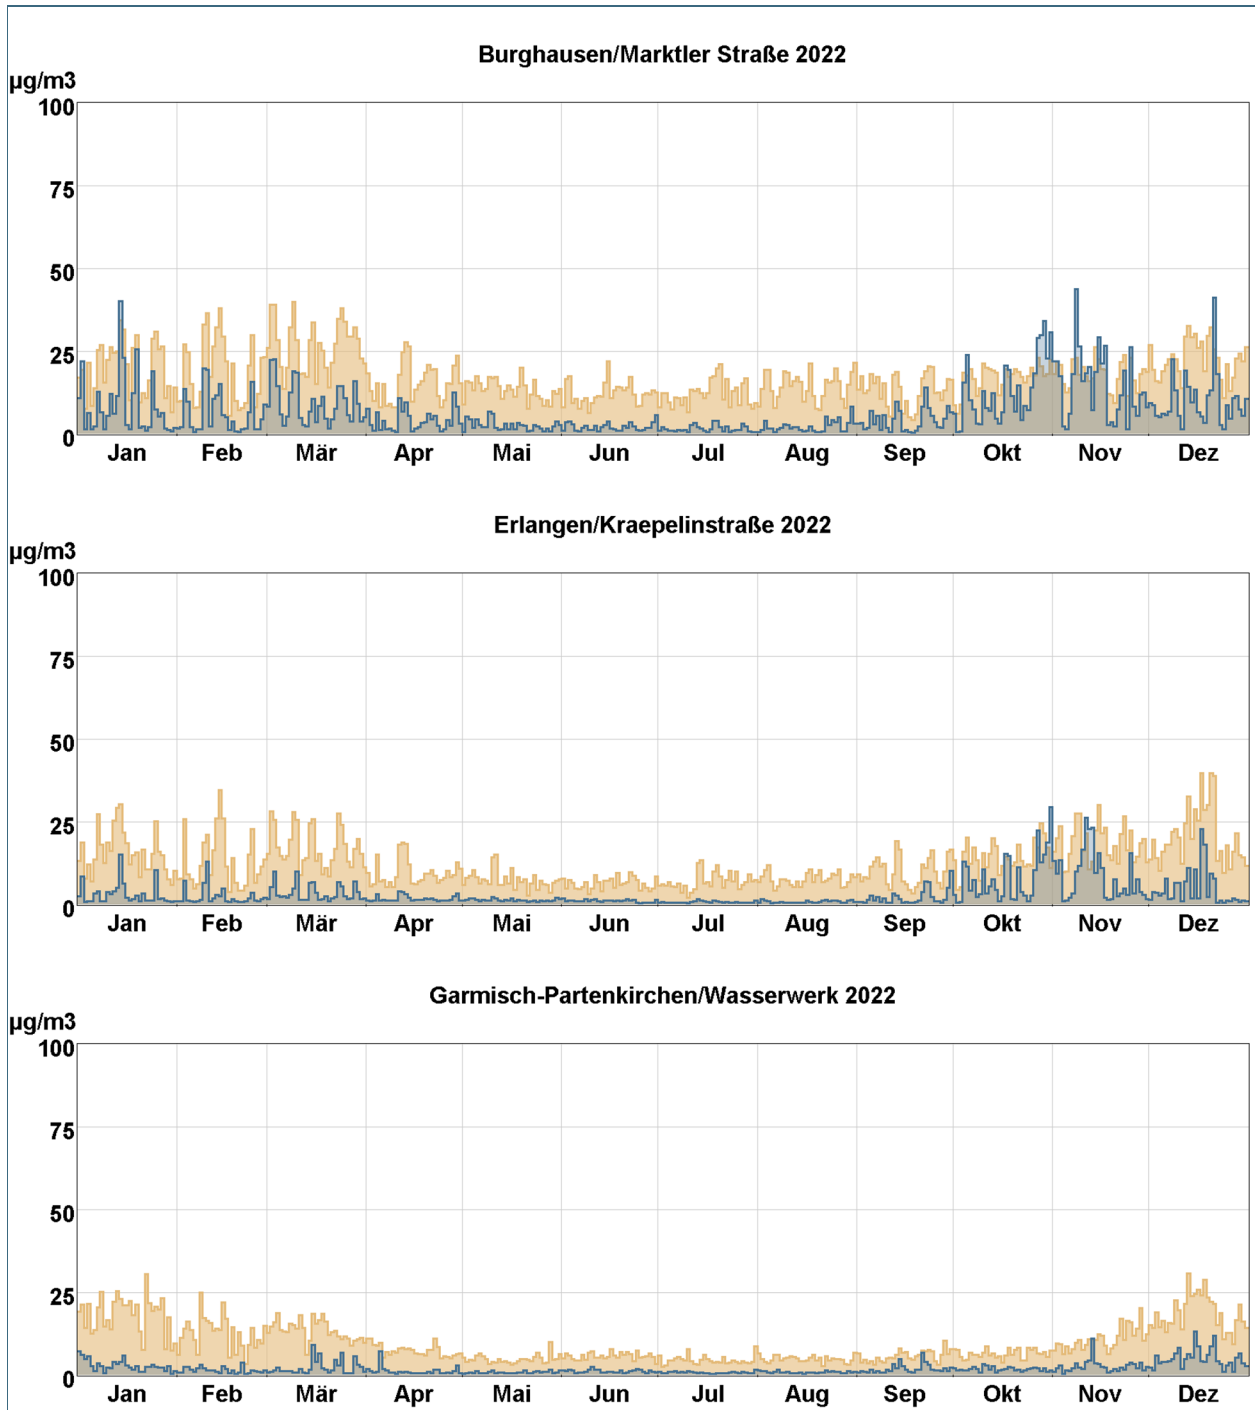 Burghausen/Marktler Straße 2022
µg/m3
100
75
50
25
0
Jan Feb Mär Apr Mai Jun Jul Aug Sep Okt Nov Dez
Erlangen/Kraepelinstraße 2022
µg/m3
100
75
50
25
0
Jan Feb Mär Apr Mai Jun Jul Aug Sep Okt Nov Dez
Garmisch-Partenkirchen/Wasserwerk 2022
µg/m3
100
75
50
25
0
Jan Feb Mär Apr Mai Jun Jul Aug Sep Okt Nov Dez